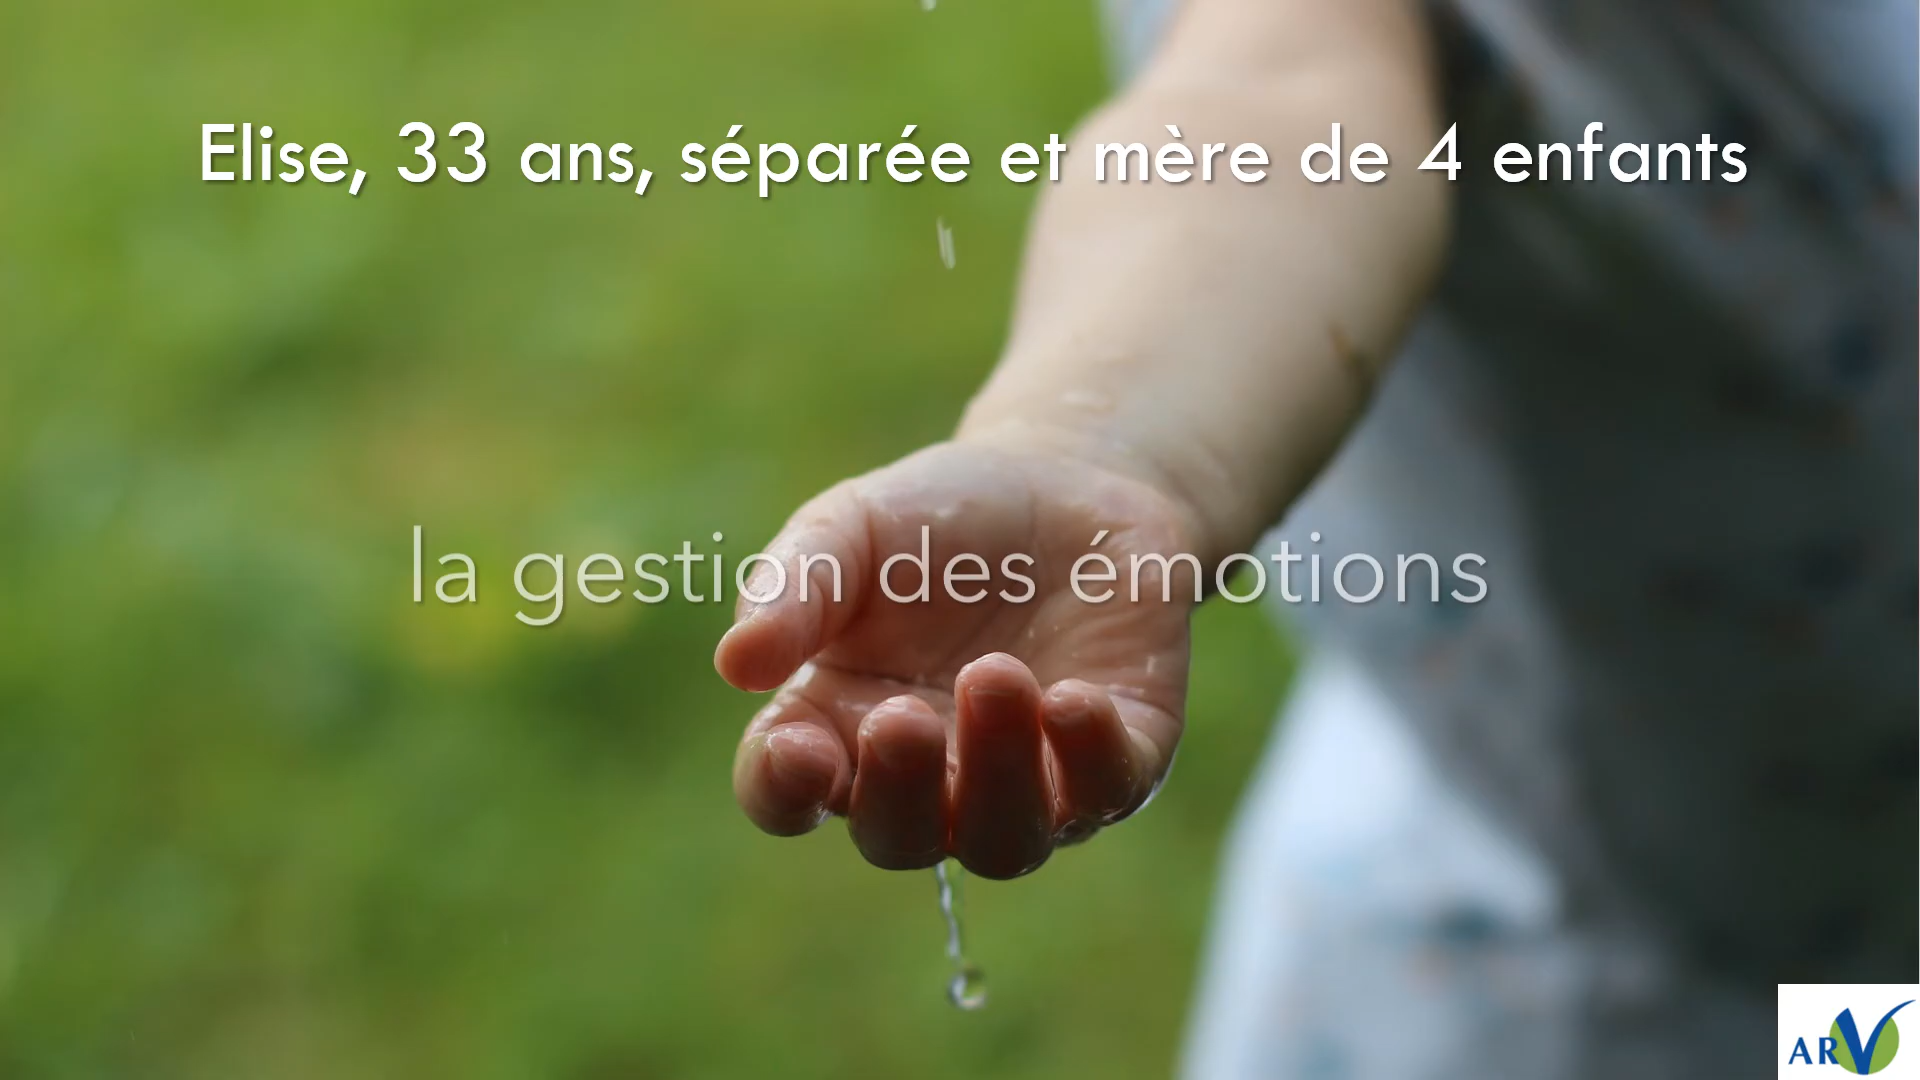 Elise, 33 ans, séparée et mère de 4 enfants
la gestion des émotions
ARV